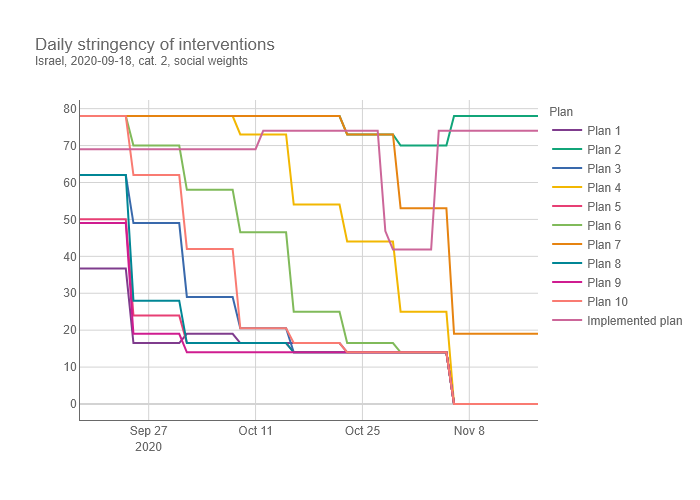 Daily stringency of interventions
Israel, 2020-09-18, cat. 2, social weights
80
70
60
50
40
30
20
10
0
Sep 27
2020
Oct 11
Oct 25
Nov 8
Plan
Plan 1
Plan 2
Plan 3
Plan 4
Plan 5
Plan 6
Plan 7
Plan 8
Plan 9
Plan 10
Implemented plan